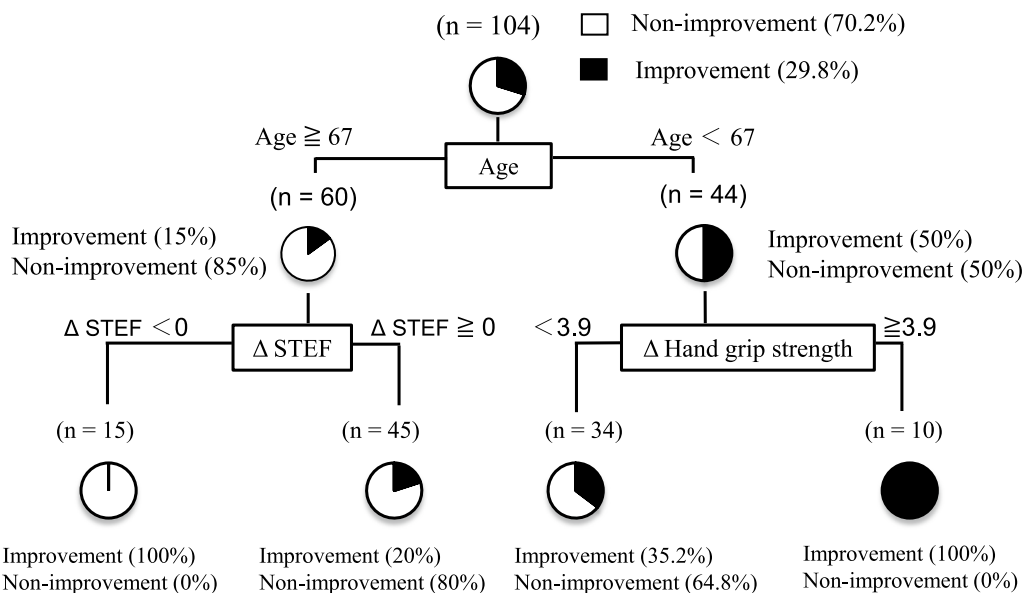 (n = 104)
Non-improvement (70.2%)
Improvement (29.8%)
Age ≧ 67
Age < 67
Age
(n = 60)
(n = 44)
Improvement (15%)
Non-improvement (85%)
Improvement (50%)
Non-improvement (50%)
Δ STEF <0
Δ STEF ≧ 0
<3.9
≧3.9
Δ STEF
Δ Hand grip strength
(n = 15)
(n = 45)
(n = 34)
(n = 10)
Improvement (100%)
Non-improvement (0%)
Improvement (20%)
Non-improvement (80%)
Improvement (35.2%)
Non-improvement (64.8%)
Improvement (100%)
Non-improvement (0%)